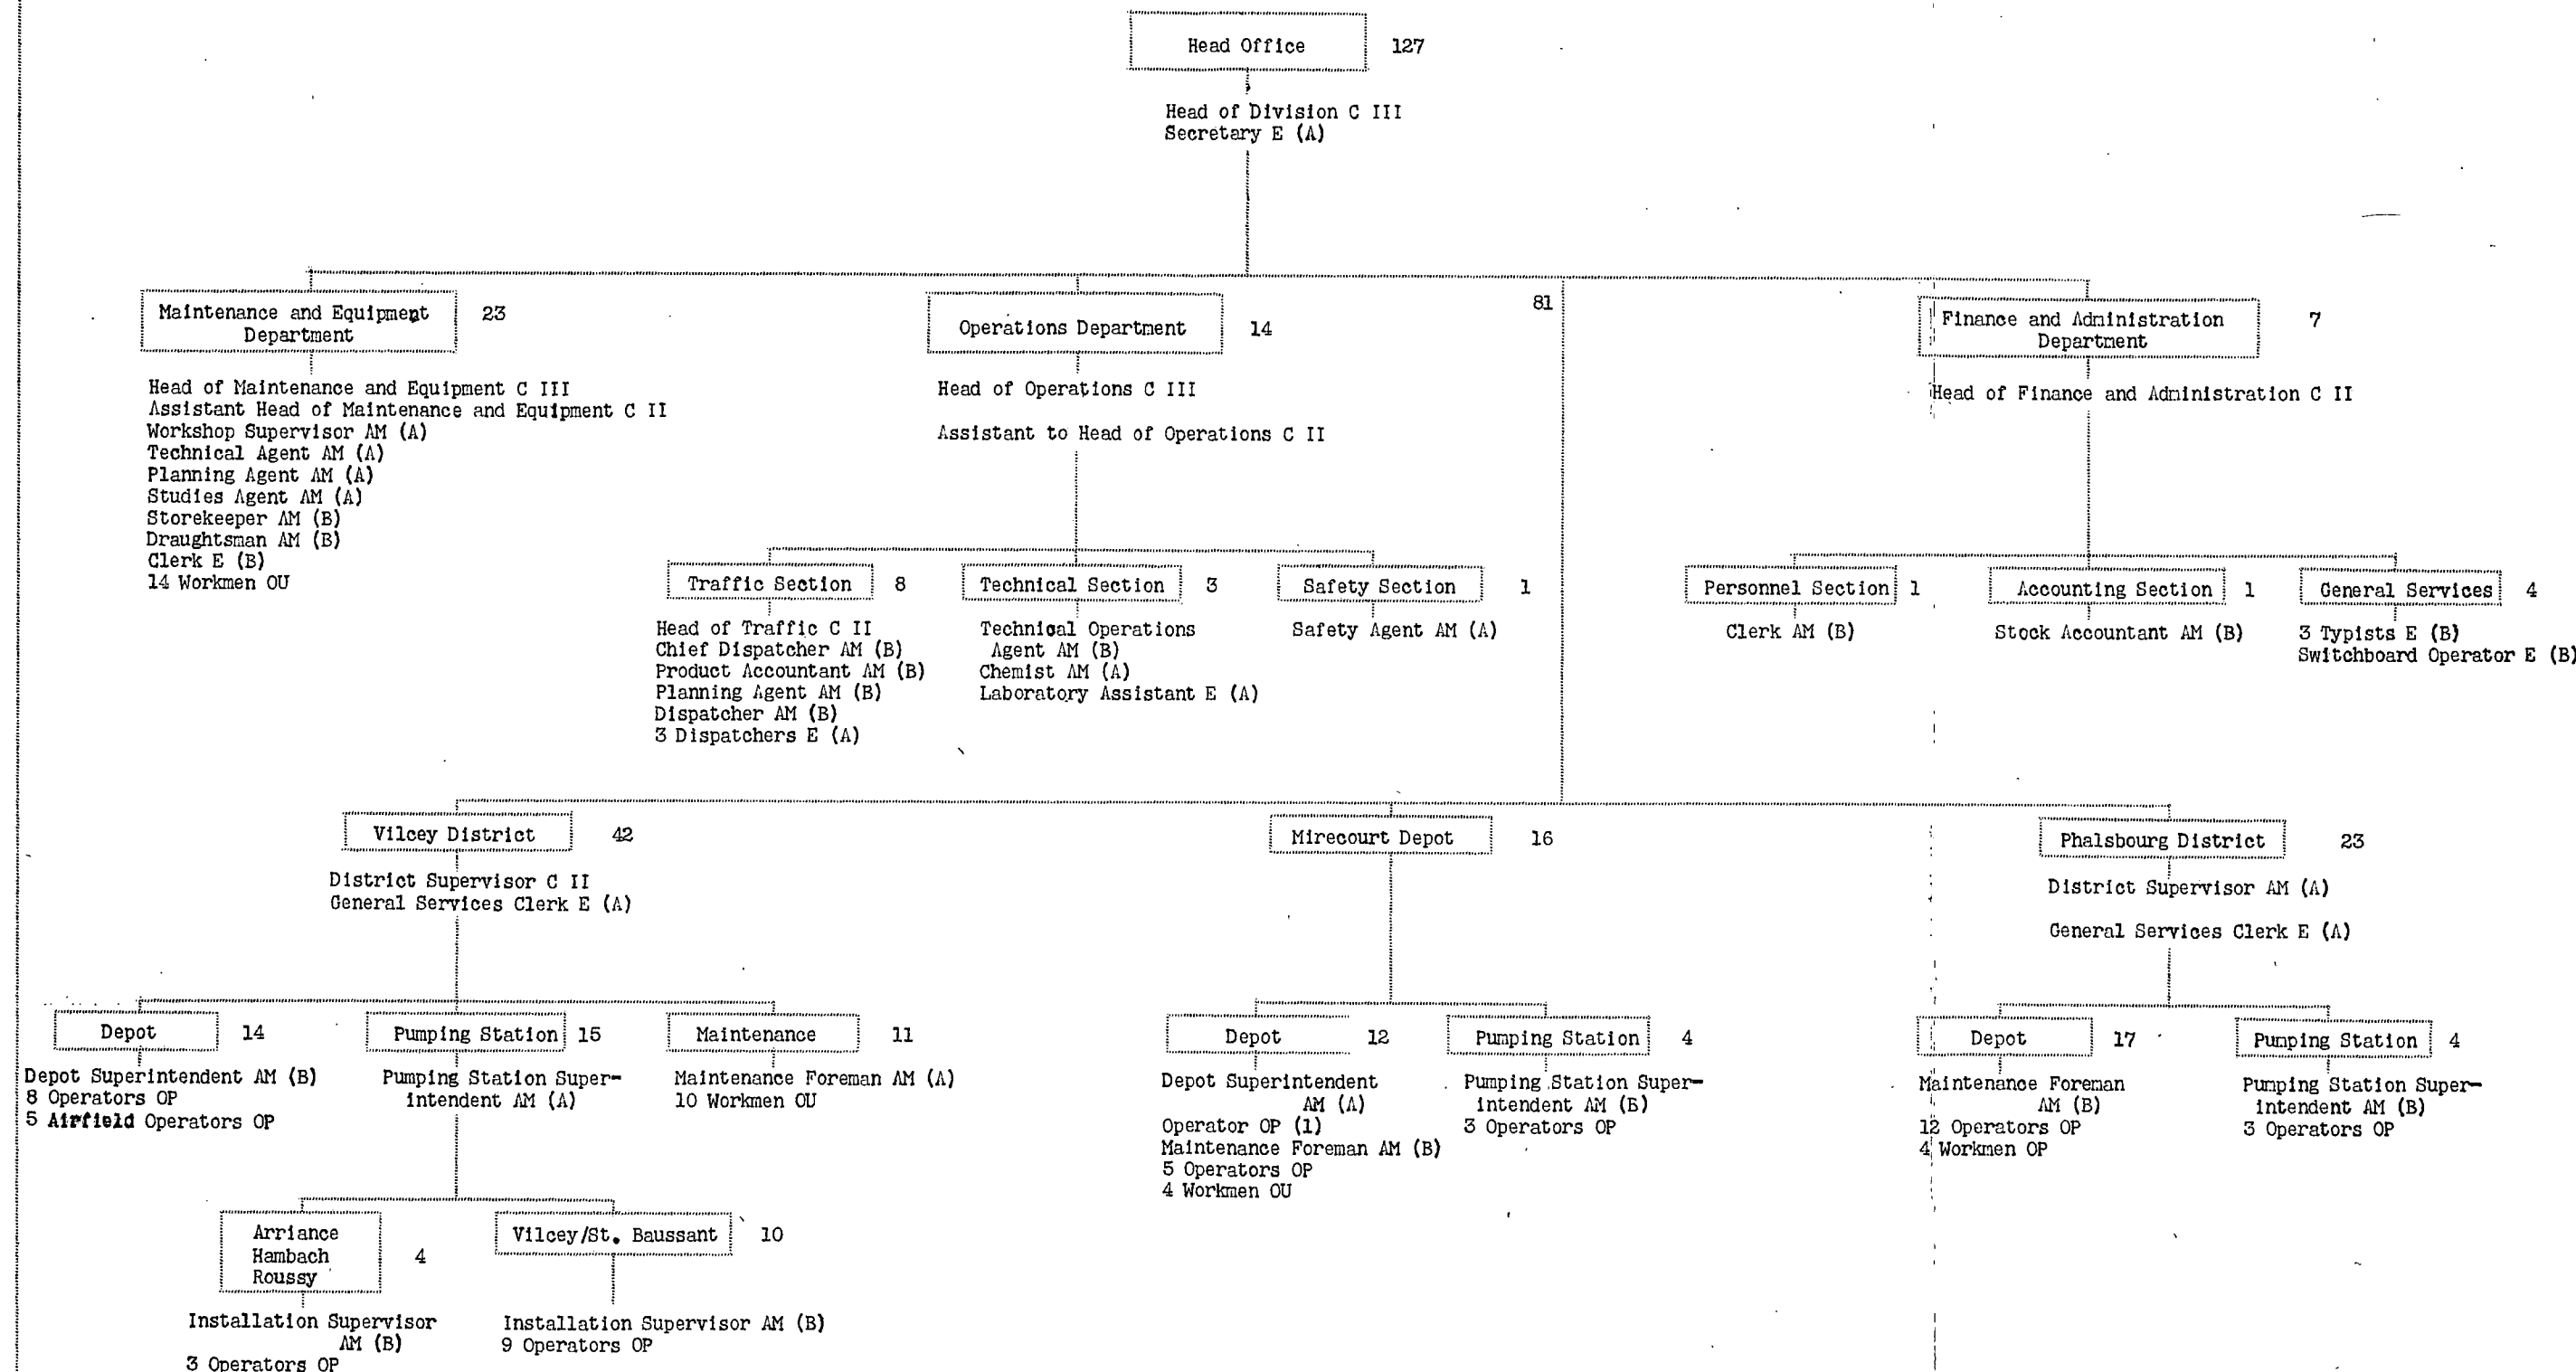 Head Office 127
Head of Division C III
Secretary E (A)
Maintenance and Equipment
Department
23
Head of Maintenance and Equipment C III
Assistant Head of Maintenance and Equipment C II
Workshop Supervisor AM (A)
Technical Agent AM (A)
Planning Agent AM (A)
Studies Agent AM (A)
Storekeeper AM (B)
Draughtsman AM (B)
Clerk E (B)
14 Workmen OU
Operations Department 14
Head of Operations C III
Assistant to Head of Operations C II
81
Finance and Administration
Department
7
Head of Finance and Administration C II
Traffic Section 8
Head of Traffic C II
Chief Dispatcher AM (B)
Product Accountant AM (B)
Planning Agent AM (B)
Dispatcher AM (B)
3 Dispatchers E (A)
Technical Section 3
Technical Operations
Agent AM (B)
Chemist AM (A)
Laboratory Assistant E (A)
Safety Section 1
Safety Agent AM (A)
Personnel Section 1
Clerk AM (B)
Accounting Section 1
Stock Accountant AM (B)
General Services 4
3 Typists E (B)
Switchboard Operator E (B)
Vilcey District 42
District Supervisor C II
General Services Clerk E (A)
Mirecourt Depot 16
Phalsbourg District 23
District Supervisor AM (A)
General Services Clerk E (A)
Depot 14
Depot Superintendent AM (B)
8 Operators OP
5 Airfield Operators OP
Pumping Station 15
Pumping Station Super-
intendent AM (A)
Maintenance 11
Maintenance Foreman AM (A)
10 Workmen OU
Depot 12
Depot Superintendent
AM (A)
Operator OP (1)
Maintenance Foreman AM (B)
5 Operators OP
4 Workmen OU
Pumping Station 4
Pumping Station Super-
intendent AM (B)
3 Operators OP
Depot 17
Maintenance Foreman
AM (B)
12 Operators OP
4 Workmen OP
Pumping Station 4
Pumping Station Super-
intendent AM (B)
3 Operators OP
Arriance
Hambach
Roussy
4
Installation Supervisor
AM (B)
3 Operators OP
Vilcey/St. Baussant 10
Installation Supervisor AM (B)
9 Operators OP